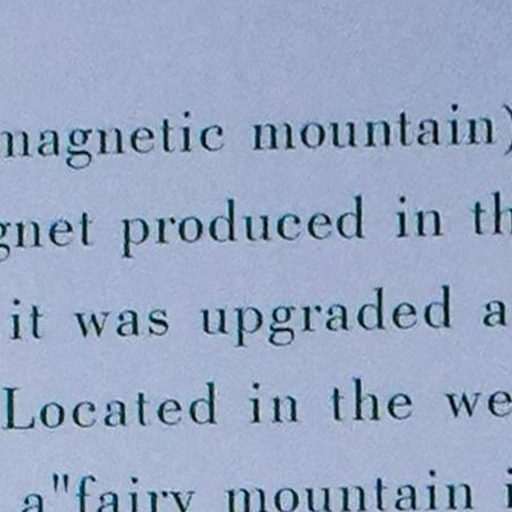 magnetic mountain)
gnet produced in th
it was upgraded a
Located in the we
a"fairy mountain i